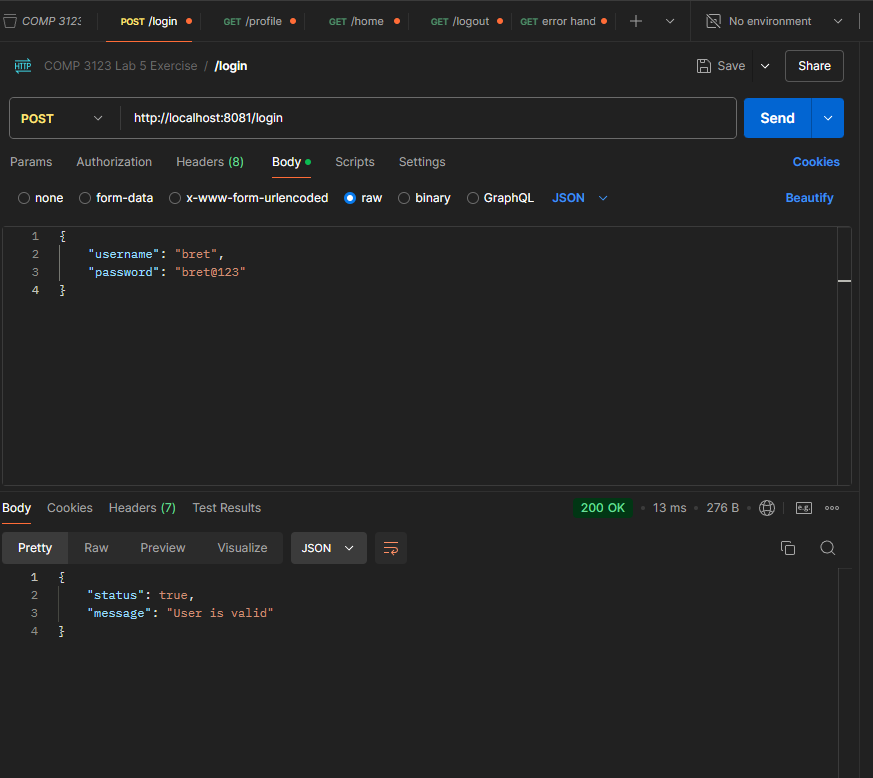 COMP 3123 POST /login GET /profile GET /home GET /logout GET error hand No environment
HTTP COMP 3123 Lab 5 Exercise / /login Save Share
POST http://localhost:8081/login Send
Params Authorization Headers (8) Body Scripts Settings Cookies
none form-data x-www-form-urlencoded raw binary GraphQL JSON Beautify
1 {
2 "username": "bret",
3 "password": "bret@123"
4 }
Body Cookies Headers (7) Test Results 200 OK 13 ms 276 B e.g.
Pretty Raw Preview Visualize JSON
1 {
2 "status": true,
3 "message": "User is valid"
4 }